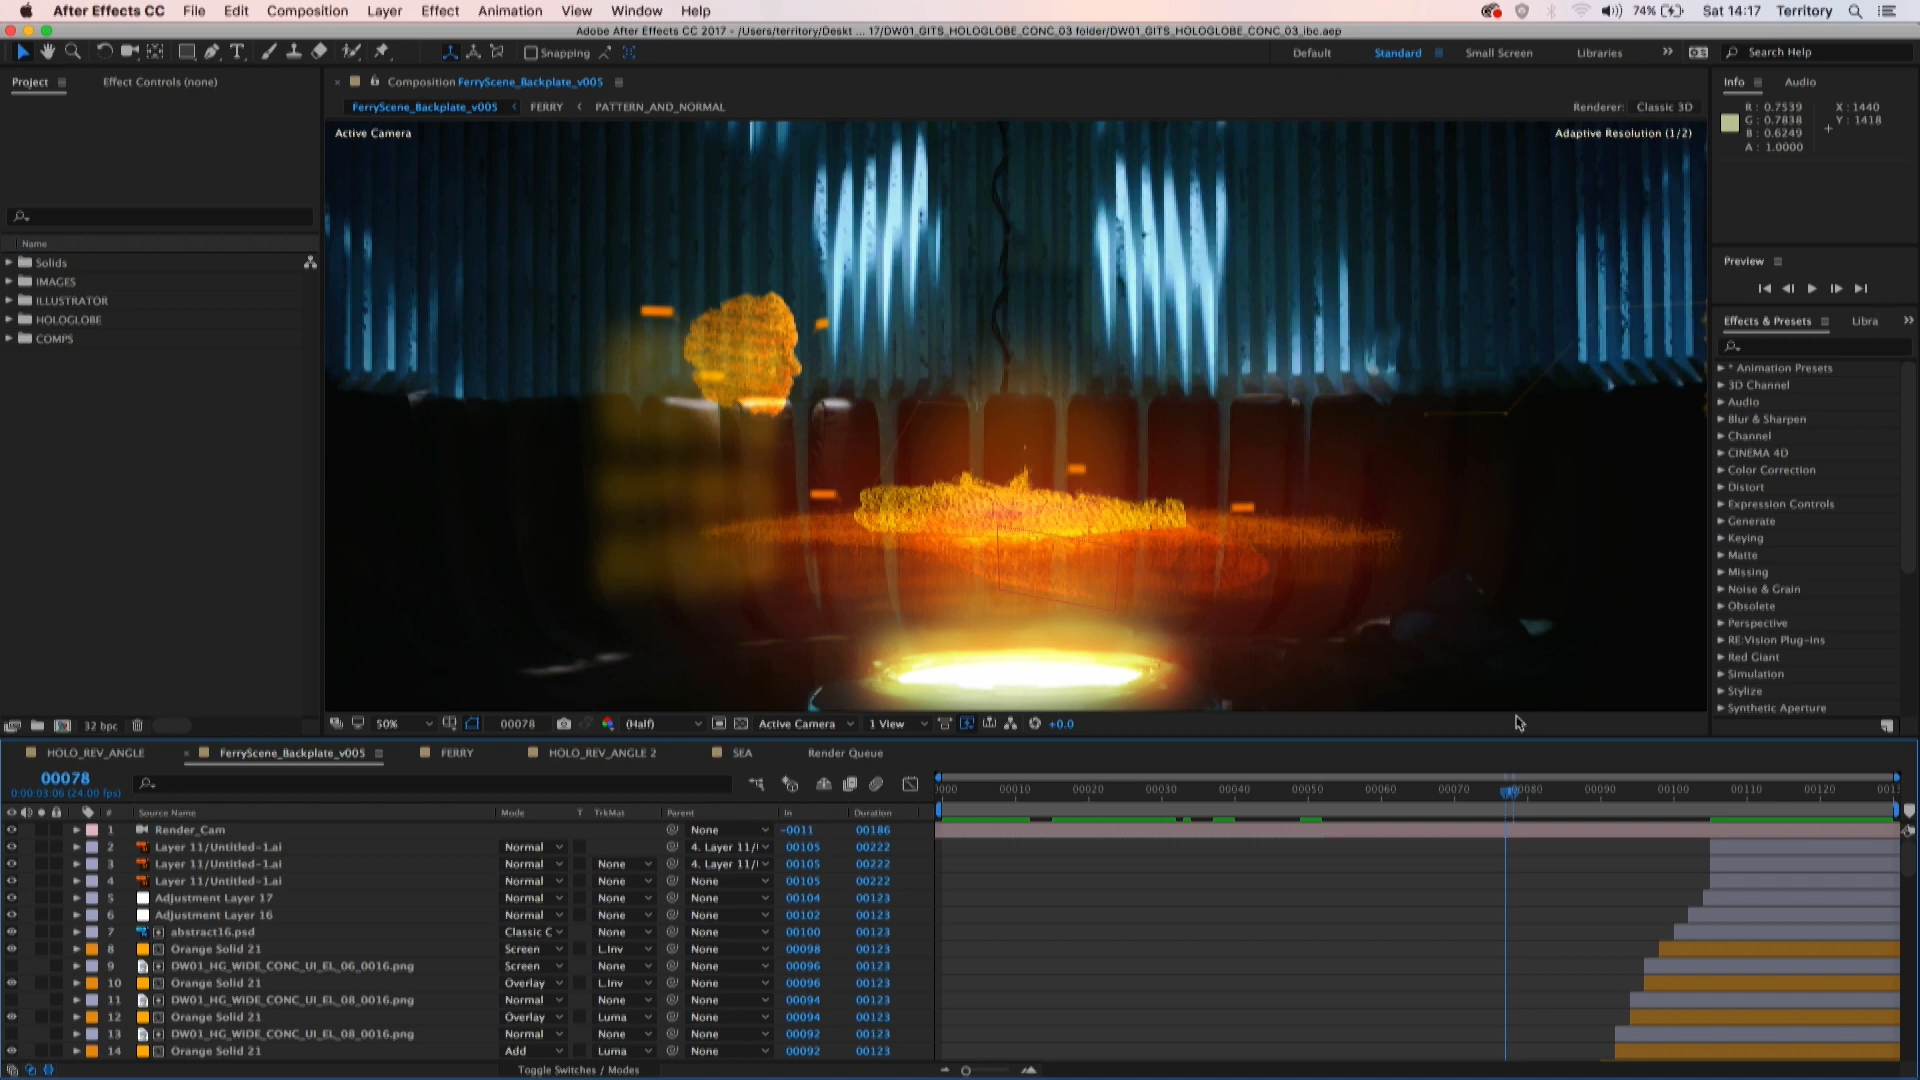 After Effects CC File Edit Composition Layer Effect Animation View Window Help 74% Sat 14:17 Territory
Adobe After Effects CC 2017 - /Users/territory/Deskt ... 17/DW01_GITS_HOLOGLOBE_CONC_03 folder/DW01_GITS_HOLOGLOBE_CONC_03_ibc.aep
Snapping Default Standard Small Screen Libraries Search Help
Project Effect Controls (none)
Composition FerryScene_Backplate_v005
FerryScene_Backplate_v005 FERRY PATTERN_AND_NORMAL Renderer: Classic 3D
Active Camera Adaptive Resolution (1/2)
Info Audio
R : 0.7539 X : 1440
G : 0.7838 Y : 1418
B : 0.6249
A : 1.0000
Name
Solids
IMAGES
ILLUSTRATOR
HOLOGLOBE
COMPS
Preview
Effects & Presets Libra
* Animation Presets
3D Channel
Audio
Blur & Sharpen
Channel
CINEMA 4D
Color Correction
Distort
Expression Controls
Generate
Keying
Matte
Missing
Noise & Grain
Obsolete
Perspective
RE:Vision Plug-ins
Red Giant
Simulation
Stylize
Synthetic Aperture
32 bpc
50% 00078 (Half) Active Camera 1 View +0.0
HOLO_REV_ANGLE FerryScene_Backplate_v005 FERRY HOLO_REV_ANGLE 2 SEA Render Queue
00078
0:00:03:06 (24.00 fps)
0000 00010 00020 00030 00040 00050 00060 00070 00080 00090 00100 00110 00120 0013
# Source Name Mode T TrkMat Parent In Duration
1 Render_Cam None -0011 00186
2 Layer 11/Untitled-1.ai Normal 4. Layer 11/ 00105 00222
3 Layer 11/Untitled-1.ai Normal None 4. Layer 11/ 00105 00222
4 Layer 11/Untitled-1.ai Normal None None 00105 00222
5 Adjustment Layer 17 Normal None None 00104 00123
6 Adjustment Layer 16 Normal None None 00102 00123
7 abstract16.psd Classic C None None 00100 00123
8 Orange Solid 21 Screen L.Inv None 00098 00123
9 DW01_HG_WIDE_CONC_UI_EL_06_0016.png Screen None None 00096 00123
10 Orange Solid 21 Overlay L.Inv None 00096 00123
11 DW01_HG_WIDE_CONC_UI_EL_08_0016.png Normal None None 00094 00123
12 Orange Solid 21 Overlay Luma None 00094 00123
13 DW01_HG_WIDE_CONC_UI_EL_08_0016.png Normal None None 00092 00123
14 Orange Solid 21 Add Luma None 00092 00123
Toggle Switches / Modes